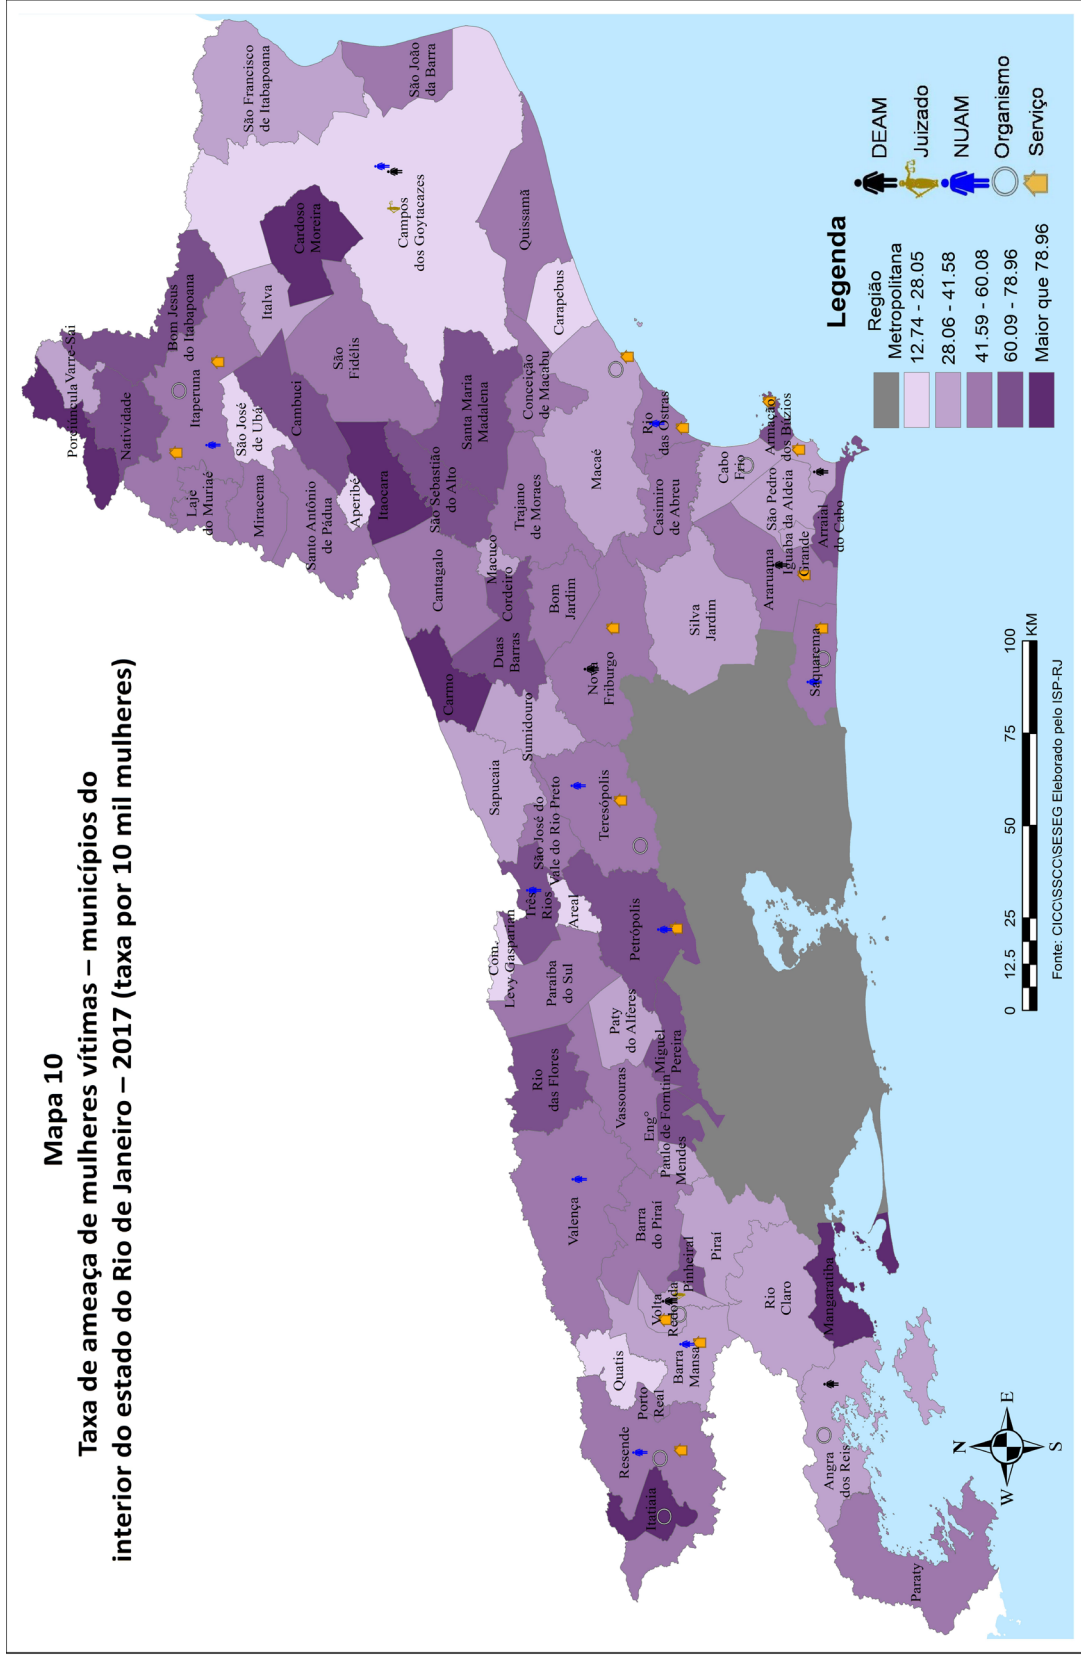 Mapa 10
Taxa de ameaça de mulheres vítimas – municípios do
interior do estado do Rio de Janeiro – 2017 (taxa por 10 mil mulheres)
Porciúncula
Varre-Sai
Natividade
Bom Jesus
do Itabapoana
São Francisco
de Itabapoana
Laje
do Muriaé
Itaperuna
Italva
Cardoso
Moreira
São João
da Barra
Miracema
São José
de Ubá
Cambuci
São
Fidélis
Campos
dos Goytacazes
Santo Antônio
de Pádua
Aperibé
Itaocara
Cantagalo
São Sebastião
do Alto
Santa Maria
Madalena
Quissamã
Carmo
Duas
Barras
Cordeiro
Macuco
Trajano
de Moraes
Conceição
de Macabu
Carapebus
Sapucaia
Sumidouro
Bom
Jardim
Macaé
Com.
Levy Gasparian
Três
Rios
São José do
Vale do Rio Preto
Areal
Teresópolis
Nova
Friburgo
Casimiro
de Abreu
Rio
das Ostras
Rio
das Flores
Paraíba
do Sul
Petrópolis
Silva
Jardim
Cabo
Frio
Armação
dos Búzios
Valença
Vassouras
Paty
do Alferes
Miguel
Pereira
Araruama
São Pedro
da Aldeia
Iguaba
Grande
Arraial
do Cabo
Saquarema
Barra
do Piraí
Eng°
Paulo de Forntin
Mendes
Quatis
Volta
Redonda
Pinheiral
Piraí
Resende
Porto
Real
Barra
Mansa
Itatiaia
Rio
Claro
Mangaratiba
Angra
dos Reis
Paraty
N
W
E
S
0 12.5 25 50 75 100
KM
Fonte: CICC\SSCC\SESEG Elaborado pelo ISP-RJ
Legenda
Região
Metropolitana
12.74 - 28.05
28.06 - 41.58
41.59 - 60.08
60.09 - 78.96
Maior que 78.96
DEAM
Juizado
NUAM
Organismo
Serviço